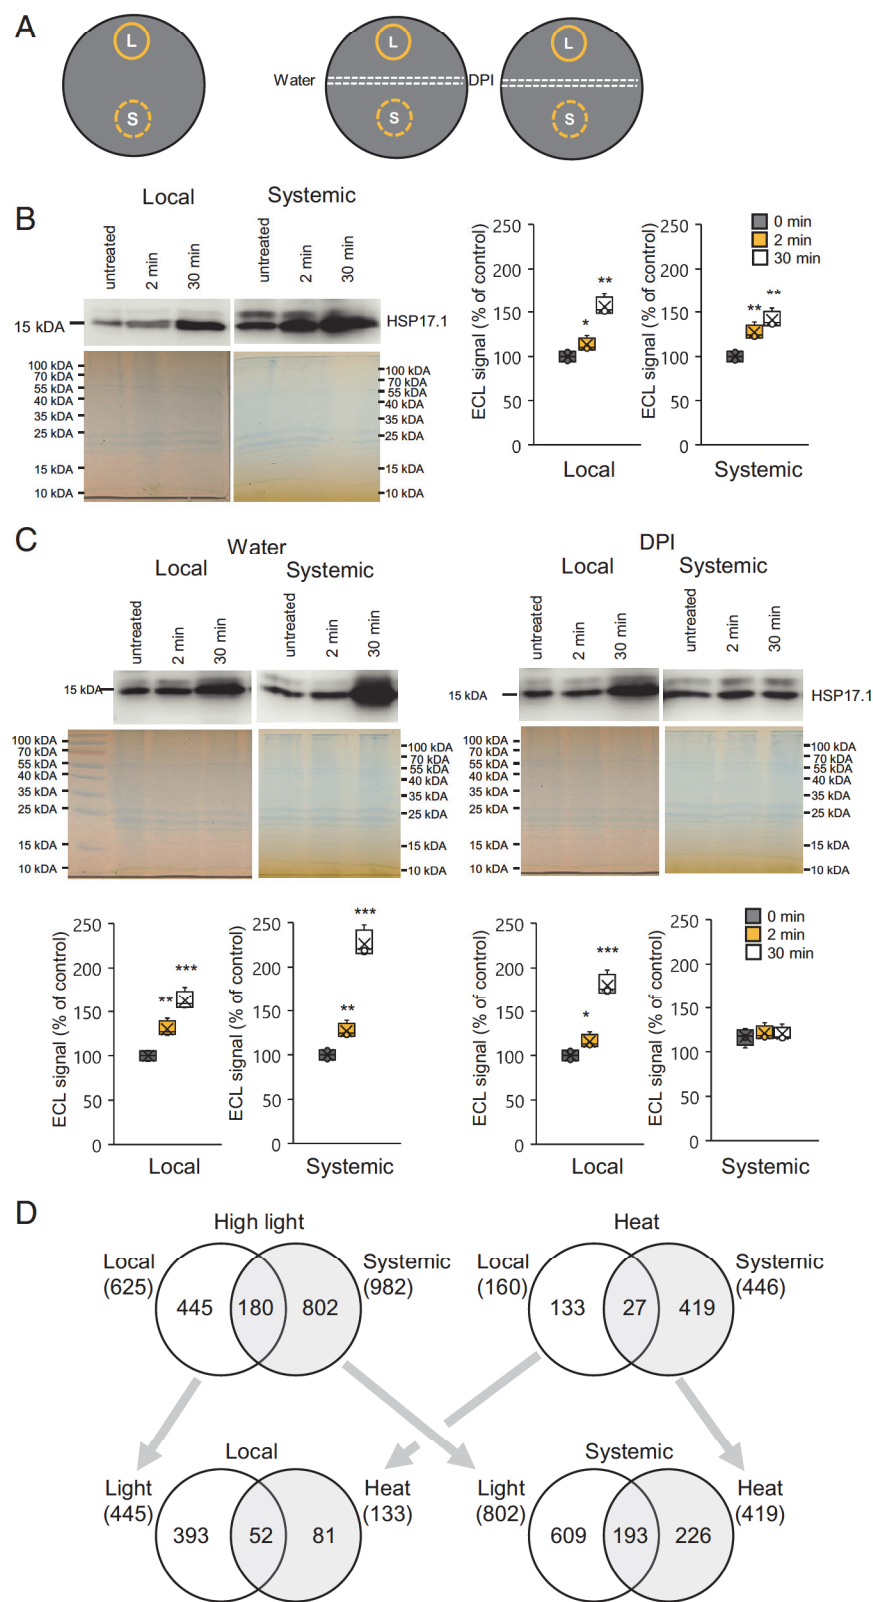 A
L
L
L
Water
DPI
S
S
S
B
Local
Systemic
untreated
2 min
30 min
untreated
2 min
30 min
15 kDA
HSP17.1
100 kDA
70 kDA
55 kDA
40 kDA
35 kDA
25 kDA
15 kDA
10 kDA
100 kDA
70 kDA
55 kDA
40 kDA
35 kDA
25 kDA
15 kDA
10 kDA
ECL signal (% of control)
250
200
150
100
50
0
*
**
Local
ECL signal (% of control)
250
200
150
100
50
0
**
**
Systemic
0 min
2 min
30 min
C
Water
Local
Systemic
untreated
2 min
30 min
untreated
2 min
30 min
15 kDA
100 kDA
70 kDA
55 kDA
40 kDA
35 kDA
25 kDA
15 kDA
10 kDA
100 kDA
70 kDA
55 kDA
40 kDA
35 kDA
25 kDA
15 kDA
10 kDA
DPI
Local
Systemic
untreated
2 min
30 min
untreated
2 min
30 min
15 kDA
HSP17.1
100 kDA
70 kDA
55 kDA
40 kDA
35 kDA
25 kDA
15 kDA
10 kDA
100 kDA
70 kDA
55 kDA
40 kDA
35 kDA
25 kDA
15 kDA
10 kDA
ECL signal (% of control)
250
200
150
100
50
0
**
***
Local
ECL signal (% of control)
250
200
150
100
50
0
**
***
Systemic
ECL signal (% of control)
250
200
150
100
50
0
*
***
Local
ECL signal (% of control)
250
200
150
100
50
0
Systemic
0 min
2 min
30 min
D
High light
Local
(625)
Systemic
(982)
445
180
802
Heat
Local
(160)
Systemic
(446)
133
27
419
Local
Light
(445)
Heat
(133)
393
52
81
Systemic
Light
(802)
Heat
(419)
609
193
226